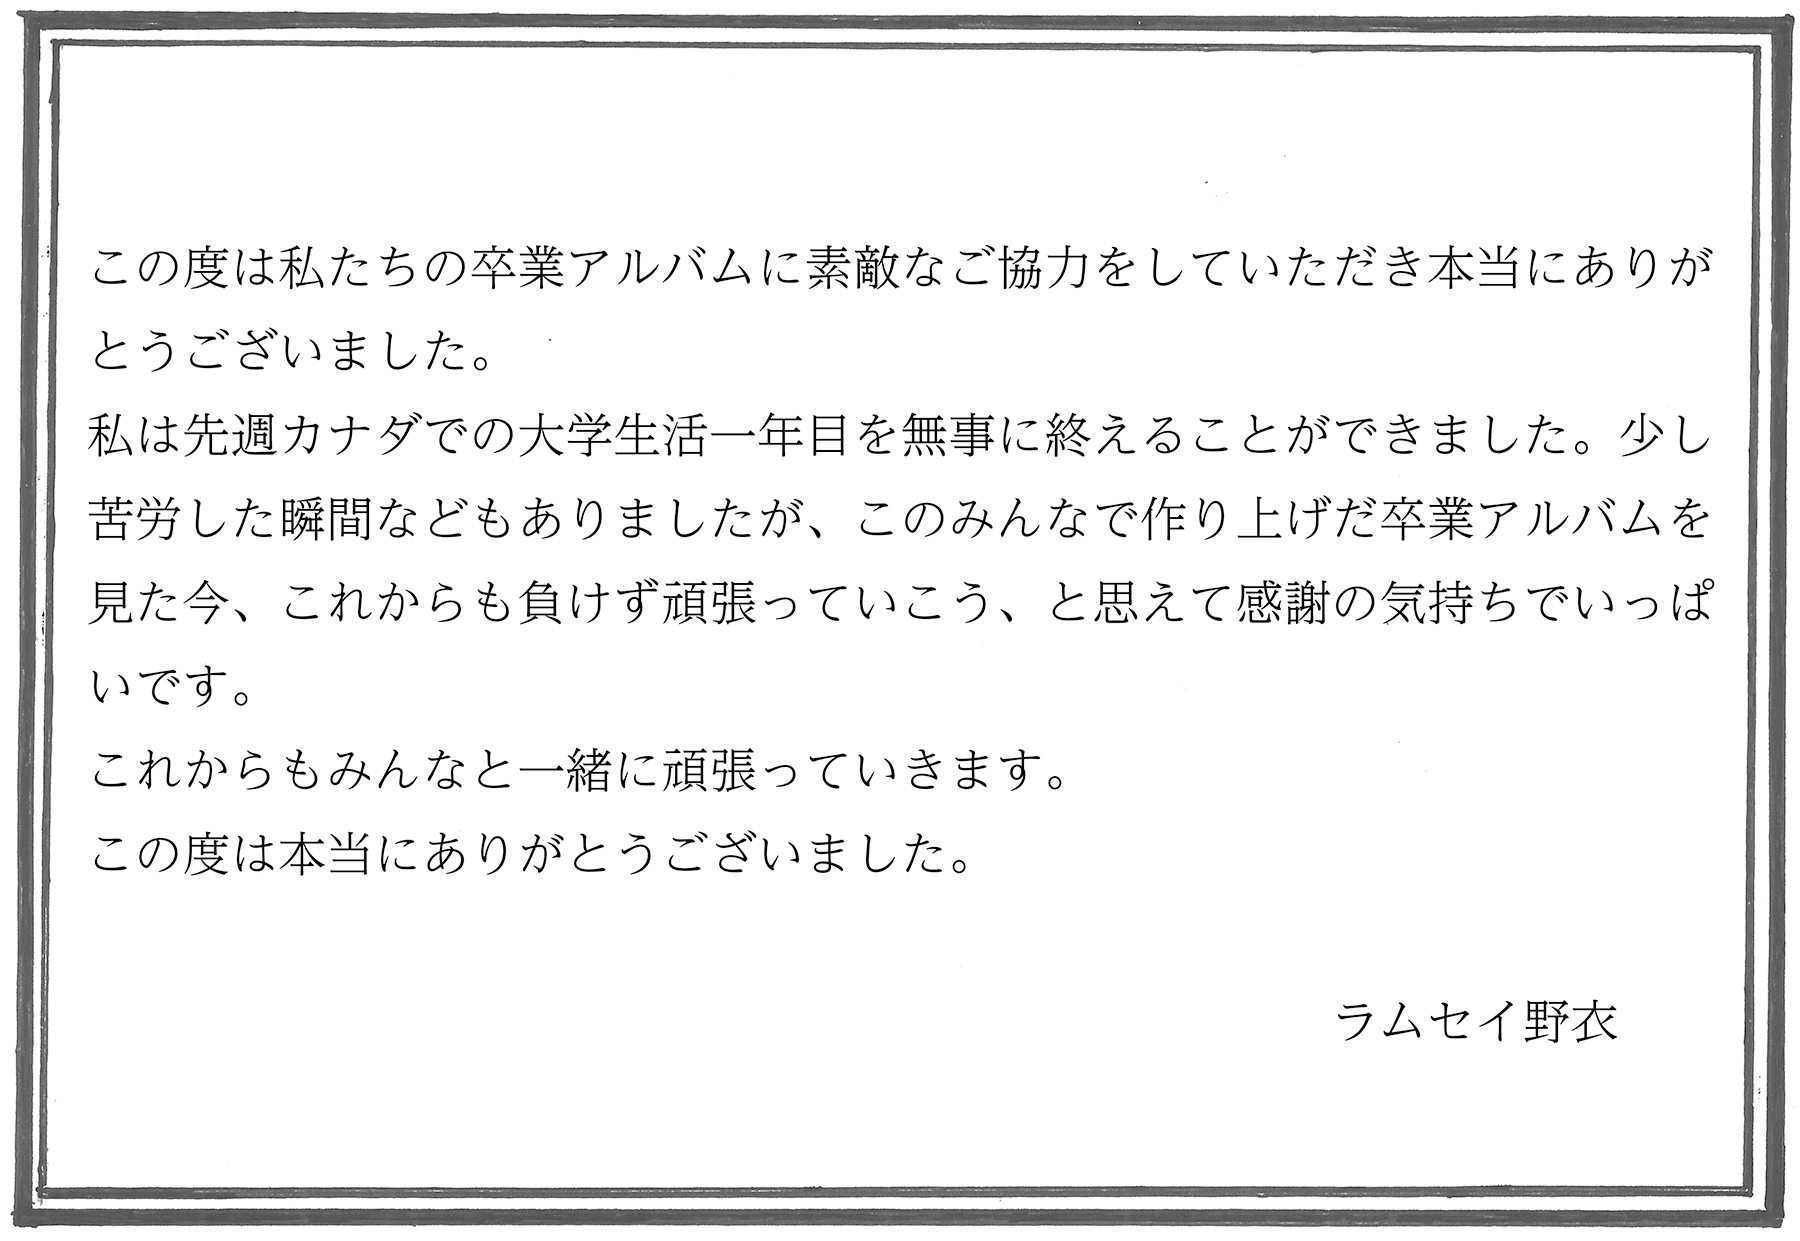 この度は私たちの卒業アルバムに素敵なご協力をしていただき本当にありが
とうございました。
私は先週カナダでの大学生活一年目を無事に終えることができました。少し
苦労した瞬間などもありましたが、このみんなで作り上げだ卒業アルバムを
見た今、これからも負けず頑張っていこう、と思えて感謝の気持ちでいっぱ
いです。
これからもみんなと一緒に頑張っていきます。
この度は本当にありがとうございました。
ラムセイ野衣